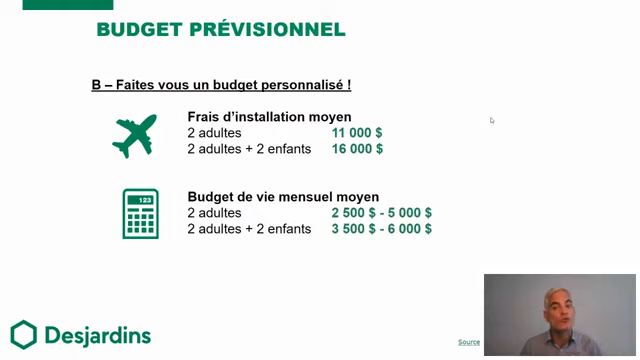 BUDGET PRÉVISIONNEL
B – Faites vous un budget personnalisé !
Frais d'installation moyen
2 adultes 11 000 $
2 adultes + 2 enfants 16 000 $
123
Budget de vie mensuel moyen
2 adultes 2 500 $ - 5 000 $
2 adultes + 2 enfants 3 500 $ - 6 000 $
Desjardins
Source